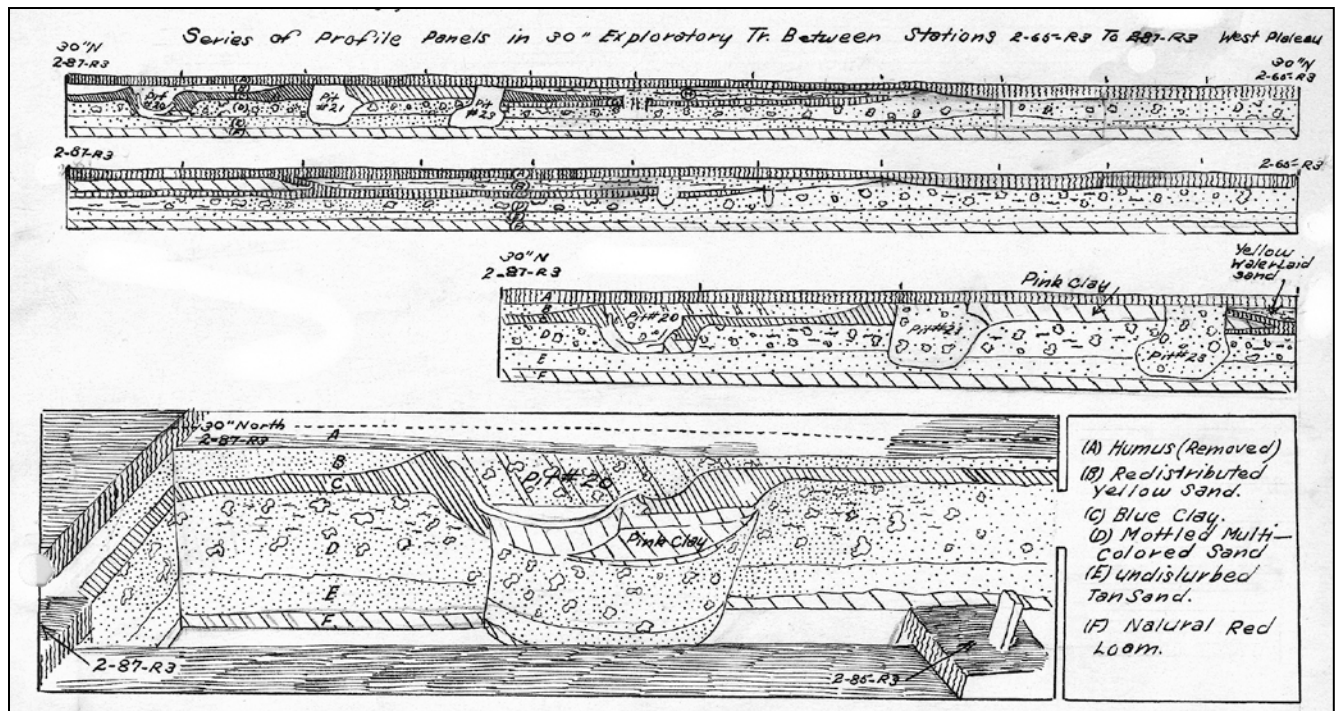 Series of Profile Panels in 30" Exploratory Tr. Between Stations 2-65-R3 To 2-87-R3 West Plateau
30"N
2-87-R3
30"N
2-65-R3
Pit #20
Pit #21
Pit #23
(D)
(E)
(F)
2-87-R3
2-65-R3
(A)
(B)
30"N
2-87-R3
Yellow
WaterLaid
Sand
Pink Clay
A
B
D
E
F
Pit #20
Pit #21
Pit #23
30" North
2-87-R3
A
B
C
D
E
F
Pit #20
Pink Clay
2-87-R3
2-85-R3
(A) Humus (Removed)
(B) Redistributed
Yellow Sand.
(C) Blue Clay.
(D) Mottled Multi-
colored Sand
(E) Undisturbed
Tan Sand.
(F) Natural Red
Loam.